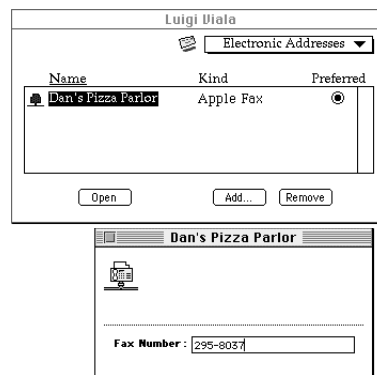 Luigi Viala
Electronic Addresses
Name Kind Preferred
Dan's Pizza Parlor Apple Fax
Open Add... Remove
Dan's Pizza Parlor
Fax Number: 295-8037